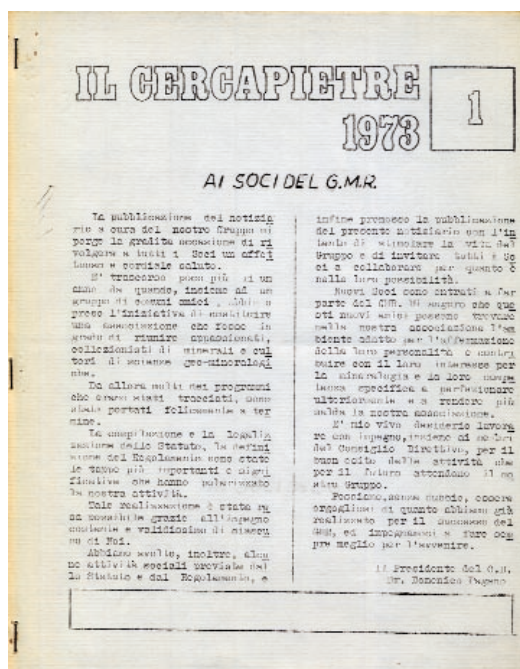 IL CERCAPIETRE
1973
1
AI SOCI DEL G.M.R.
La pubblicazione del notizia
rio a cura del nostro Gruppo mi
porge la gradita occasione di ri
volgere a tutti i Soci un affet
tuoso e cordiale saluto.
E' trascorso poco più di un
anno da quando, insieme ad un
gruppo di comuni amici, abbiamo
preso l'iniziativa di costituire
una associazione che fosse in
grado di riunire appassionati,
collezionisti di minerali e cul
tori di scienze geo-mineralogi
che.
Da allora molti dei programmi
che erano stati tracciati, sono
stati portati felicemente a ter
mine.
La compilazione e la legaliz
zazione dello Statuto, la defini
zione del Regolamento sono state
le tappe più importanti e signi
ficative che hanno polarizzato
la nostra attività.
Tale realizzazione è stata re
sa possibile grazie all'impegno
costante e validissimo di ciascu
no di Noi.
Abbiamo svolto, inoltre, alcu
ne attività sociali previste dal
lo Statuto e dal Regolamento, e
infine promosso la pubblicazione
del presente notiziario con l'in
tento di stimolare la vita del
Gruppo e di invitare tutti i So
ci a collaborare per quanto è
nelle loro possibilità.
Nuovi Soci sono entrati a far
parte del GMR. Mi auguro che que
sti nuovi amici possano trovare
nella nostra associazione l'am
biente adatto per l'affermazione
della loro personalità e contri
buire con il loro interesse per
la mineralogia e la loro compe
tenza specifica a perfezionare
ulteriormente e a rendere più
salda la nostra associazione.
E' mio vivo desiderio lavora
re con impegno, insieme ai membri
del Consiglio Direttivo, per il
buon esito delle attività che
per il futuro attendono il no
stro Gruppo.
Possiamo, senza dubbio, essere
orgogliosi di quanto abbiamo già
realizzato per il successo del
GMR, ed impegnarci a fare sem
pre meglio per l'avvenire.
Il Presidente del G.M.
Dr. Domenico Pagano